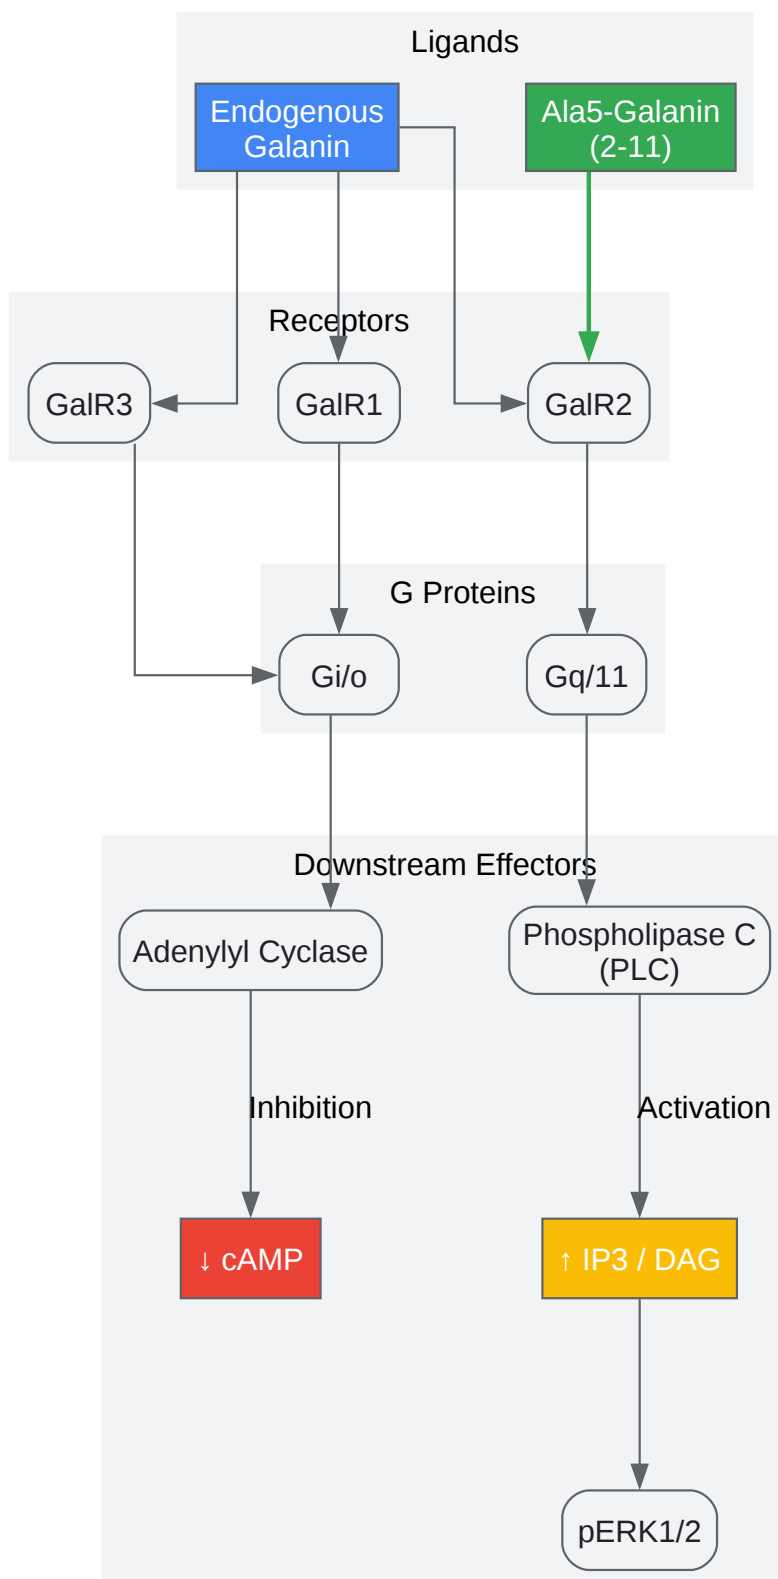 Ligands
Endogenous
Galanin
Ala5-Galanin
(2-11)
Receptors
GalR3
GalR1
GalR2
G Proteins
Gi/o
Gq/11
Downstream Effectors
Adenylyl Cyclase
Phospholipase C
(PLC)
Inhibition
Activation
↓ cAMP
↑ IP3 / DAG
pERK1/2